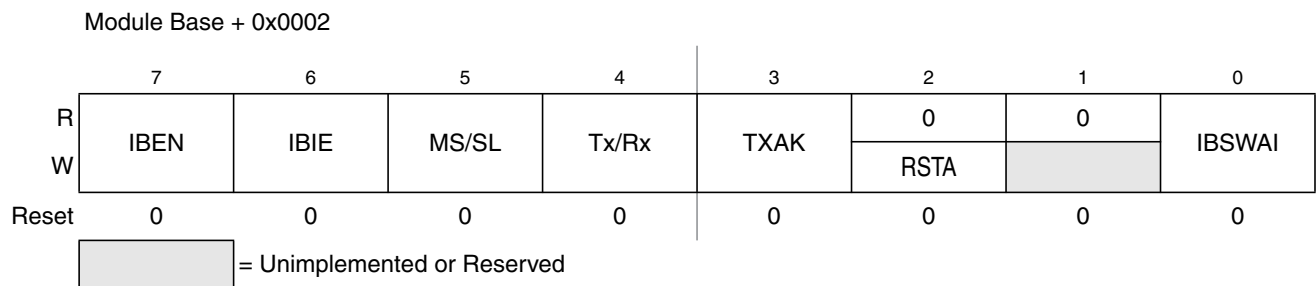 Module Base + 0x0002
7 6 5 4 3 2 1 0
R IBEN IBIE MS/SL Tx/Rx TXAK 0 0 IBSWAI
W RSTA
Reset 0 0 0 0 0 0 0 0
= Unimplemented or Reserved